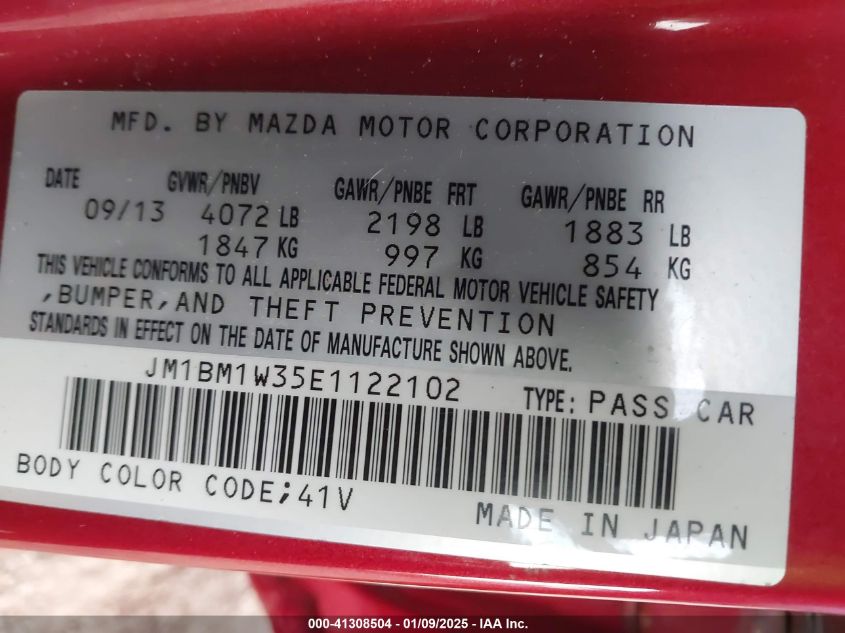 MFD. BY MAZDA MOTOR CORPORATION
DATE GVWR/PNBV GAWR/PNBE FRT GAWR/PNBE RR
09/13 4072 LB 2198 LB 1883 LB
1847 KG 997 KG 854 KG
THIS VEHICLE CONFORMS TO ALL APPLICABLE FEDERAL MOTOR VEHICLE SAFETY
,BUMPER,AND THEFT PREVENTION
STANDARDS IN EFFECT ON THE DATE OF MANUFACTURE SHOWN ABOVE.
JM1BM1W35E1122102 TYPE: PASS CAR
BODY COLOR CODE;41V
MADE IN JAPAN
000-41308504 - 01/09/2025 - IAA Inc.